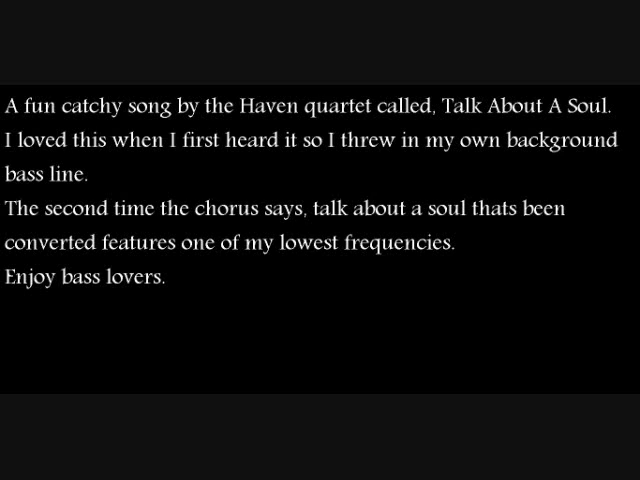 A fun catchy song by the Haven quartet called, Talk About A Soul.
I loved this when I first heard it so I threw in my own background
bass line.
The second time the chorus says, talk about a soul thats been
converted features one of my lowest frequencies.
Enjoy bass lovers.